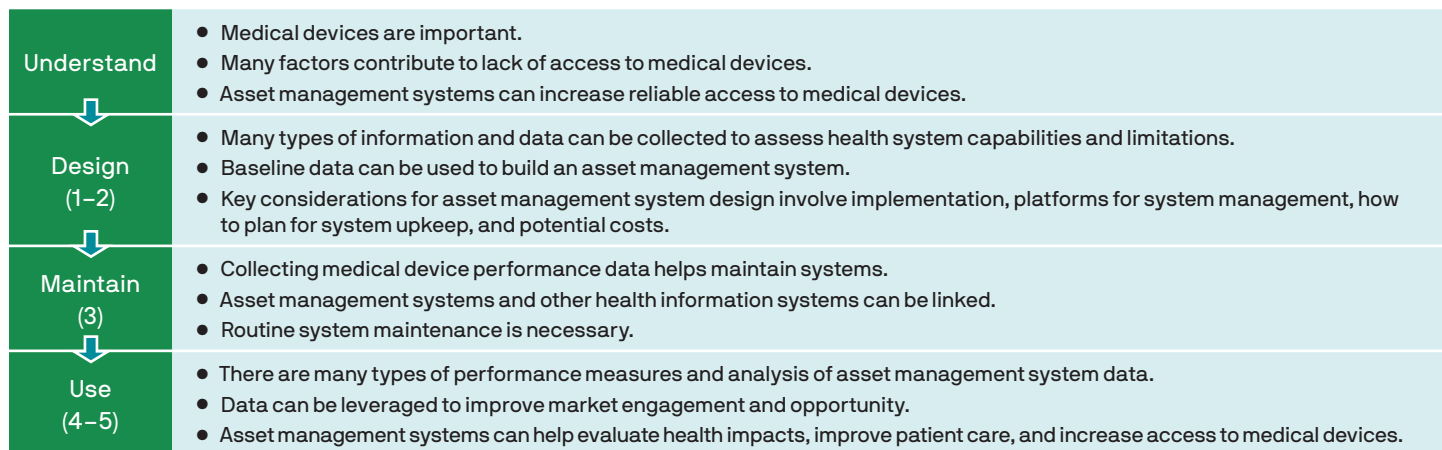 Understand
• Medical devices are important.
• Many factors contribute to lack of access to medical devices.
• Asset management systems can increase reliable access to medical devices.
Design
(1–2)
• Many types of information and data can be collected to assess health system capabilities and limitations.
• Baseline data can be used to build an asset management system.
• Key considerations for asset management system design involve implementation, platforms for system management, how
to plan for system upkeep, and potential costs.
Maintain
(3)
• Collecting medical device performance data helps maintain systems.
• Asset management systems and other health information systems can be linked.
• Routine system maintenance is necessary.
Use
(4–5)
• There are many types of performance measures and analysis of asset management system data.
• Data can be leveraged to improve market engagement and opportunity.
• Asset management systems can help evaluate health impacts, improve patient care, and increase access to medical devices.